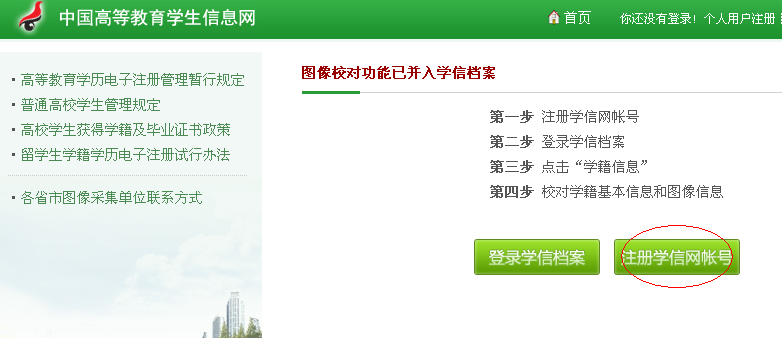 中国高等教育学生信息网
首页
你还没有登录！个人用户注册
高等教育学历电子注册管理暂行规定
普通高校学生管理规定
高校学生获得学籍及毕业证书政策
留学生学籍学历电子注册试行办法
各省市图像采集单位联系方式
图像校对功能已并入学信档案
第一步 注册学信网帐号
第二步 登录学信档案
第三步 点击“学籍信息”
第四步 校对学籍基本信息和图像信息
登录学信档案
注册学信网帐号